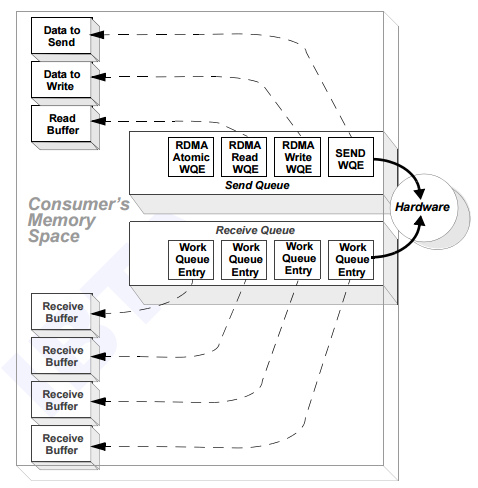 Data to
Send
Data to
Write
Read
Buffer
RDMA
Atomic
WQE
RDMA
Read
WQE
RDMA
Write
WQE
SEND
WQE
Send Queue
Hardware
Consumer's
Memory
Space
Receive Queue
Work
Queue
Entry
Work
Queue
Entry
Work
Queue
Entry
Work
Queue
Entry
Receive
Buffer
Receive
Buffer
Receive
Buffer
Receive
Buffer